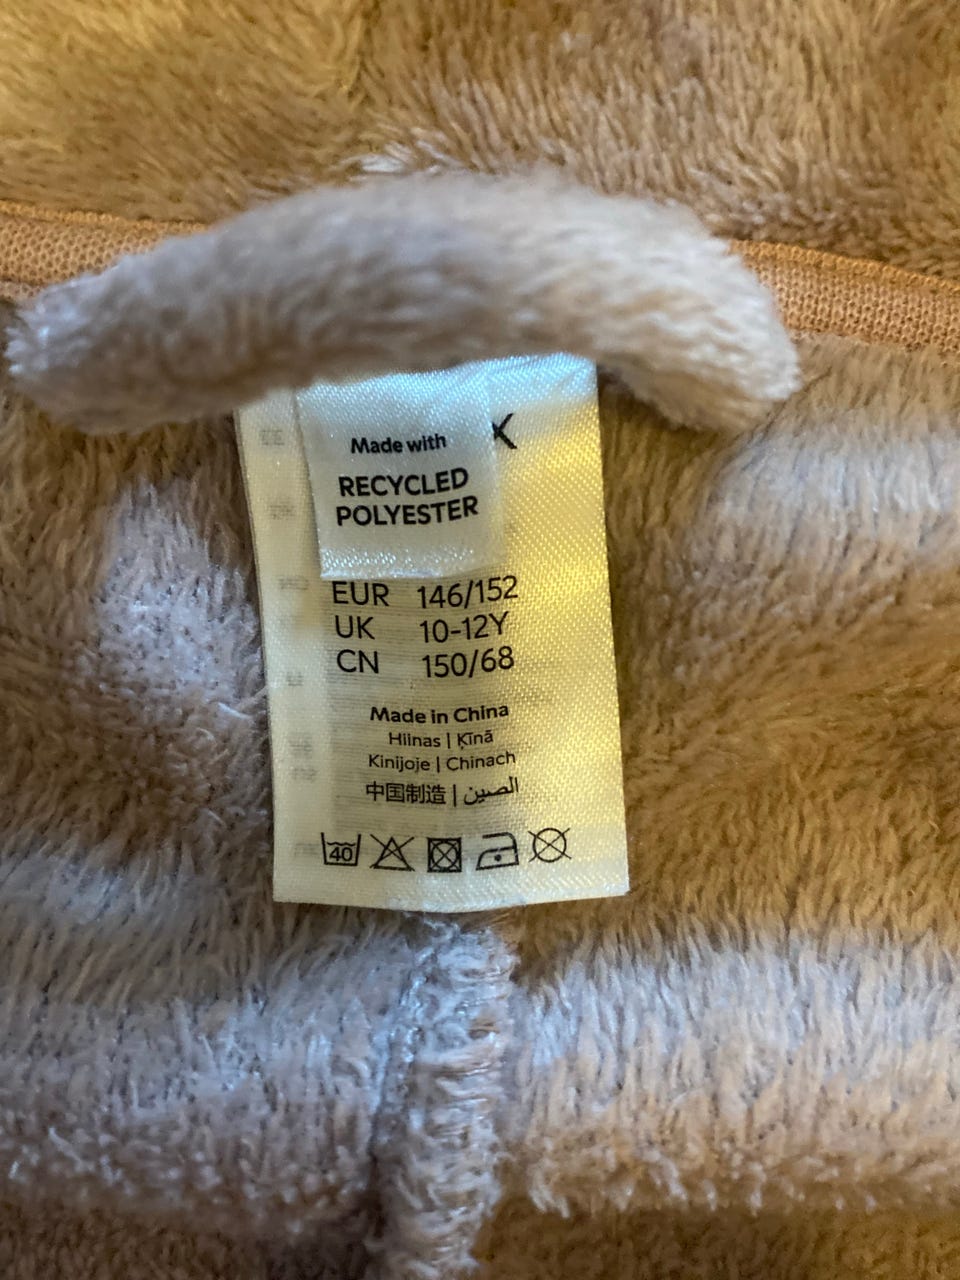 Made with
RECYCLED
POLYESTER
EUR 146/152
UK 10-12Y
CN 150/68
Made in China
Hiinas | Ķīnā
Kinijoje | Chinach
中国制造 | الصين
40